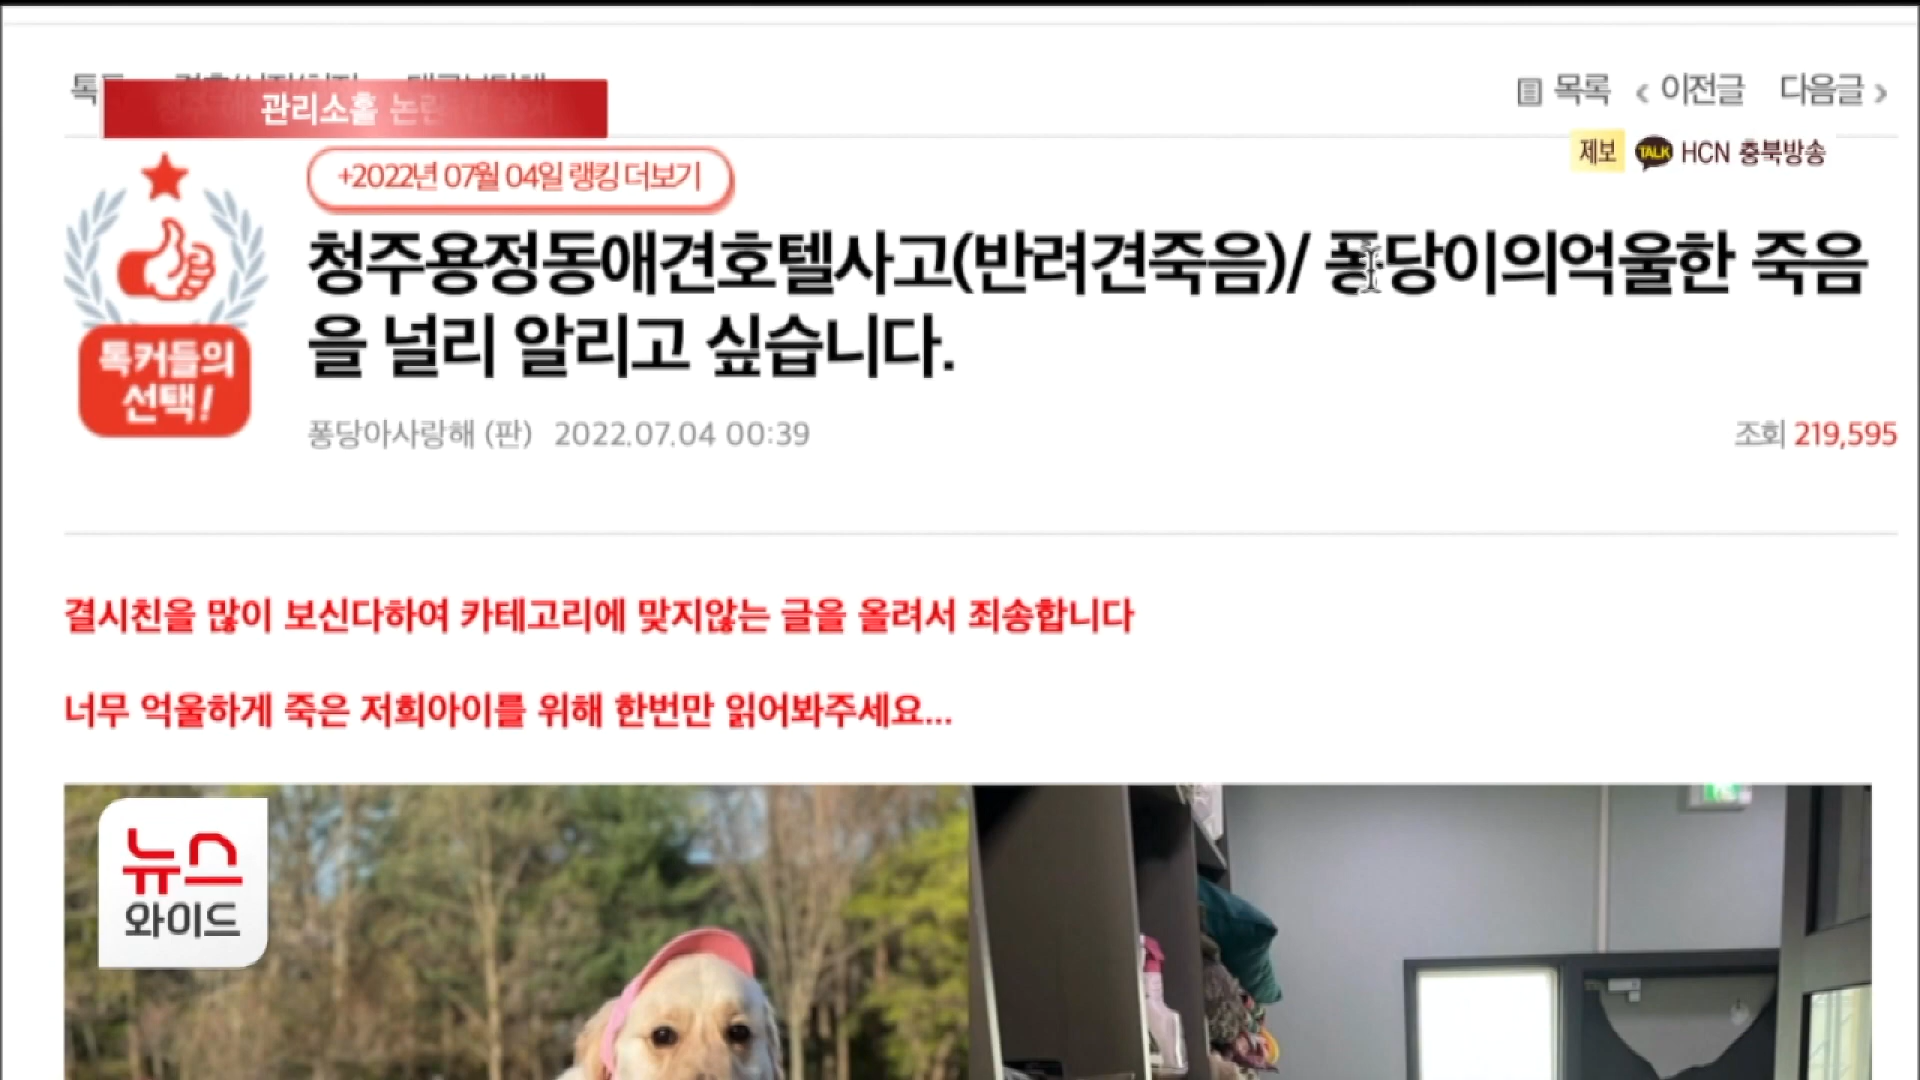 톡
목록 이전글 다음글
관리소홀 논란
제보 TALK HCN 충북방송
+2022년 07월 04일 랭킹 더보기
청주용정동애견호텔사고(반려견죽음)/ 퐁당이의억울한 죽음
을 널리 알리고 싶습니다.
톡커들의
선택!
퐁당아사랑해 (판) 2022.07.04 00:39
조회 219,595
결시친을 많이 보신다하여 카테고리에 맞지않는 글을 올려서 죄송합니다
너무 억울하게 죽은 저희아이를 위해 한번만 읽어봐주세요...
뉴스
와이드